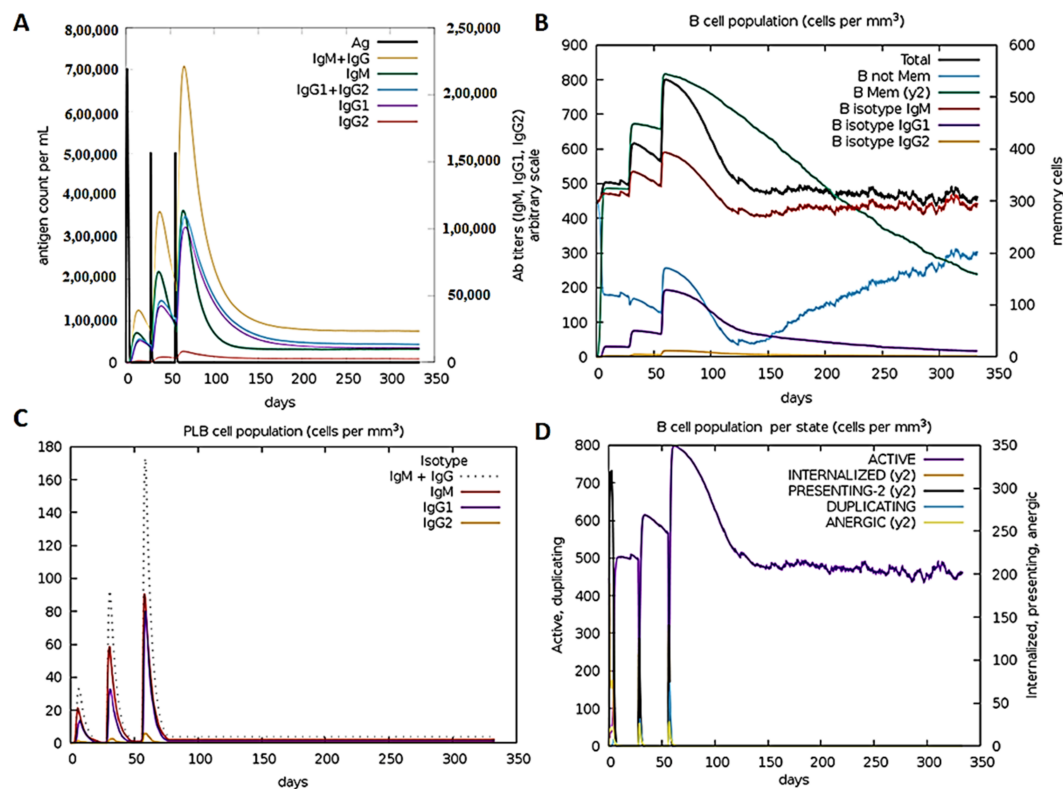 A
8,00,000
7,00,000
6,00,000
5,00,000
4,00,000
3,00,000
2,00,000
1,00,000
0
antigen count per mL
Ag
IgM+IgG
IgM
IgG1+IgG2
IgG1
IgG2
2,50,000
2,00,000
1,50,000
1,00,000
50,000
0
Ab titers (IgM, IgG1, IgG2)
arbitrary scale
0 50 100 150 200 250 300 350
days
B
B cell population (cells per mm³)
900
800
700
600
500
400
300
200
100
0
Total
B not Mem
B Mem (y2)
B isotype IgM
B isotype IgG1
B isotype IgG2
600
500
400
300
200
100
0
memory cells
0 50 100 150 200 250 300 350
days
C
PLB cell population (cells per mm³)
180
160
140
120
100
80
60
40
20
0
Isotype
IgM + IgG
IgM
IgG1
IgG2
0 50 100 150 200 250 300 350
days
D
B cell population per state (cells per mm³)
Active, duplicating
800
700
600
500
400
300
200
100
0
ACTIVE
INTERNALIZED (y2)
PRESENTING-2 (y2)
DUPLICATING
ANERGIC (y2)
350
300
250
200
150
100
50
0
Internalized, presenting, anergic
0 50 100 150 200 250 300 350
days